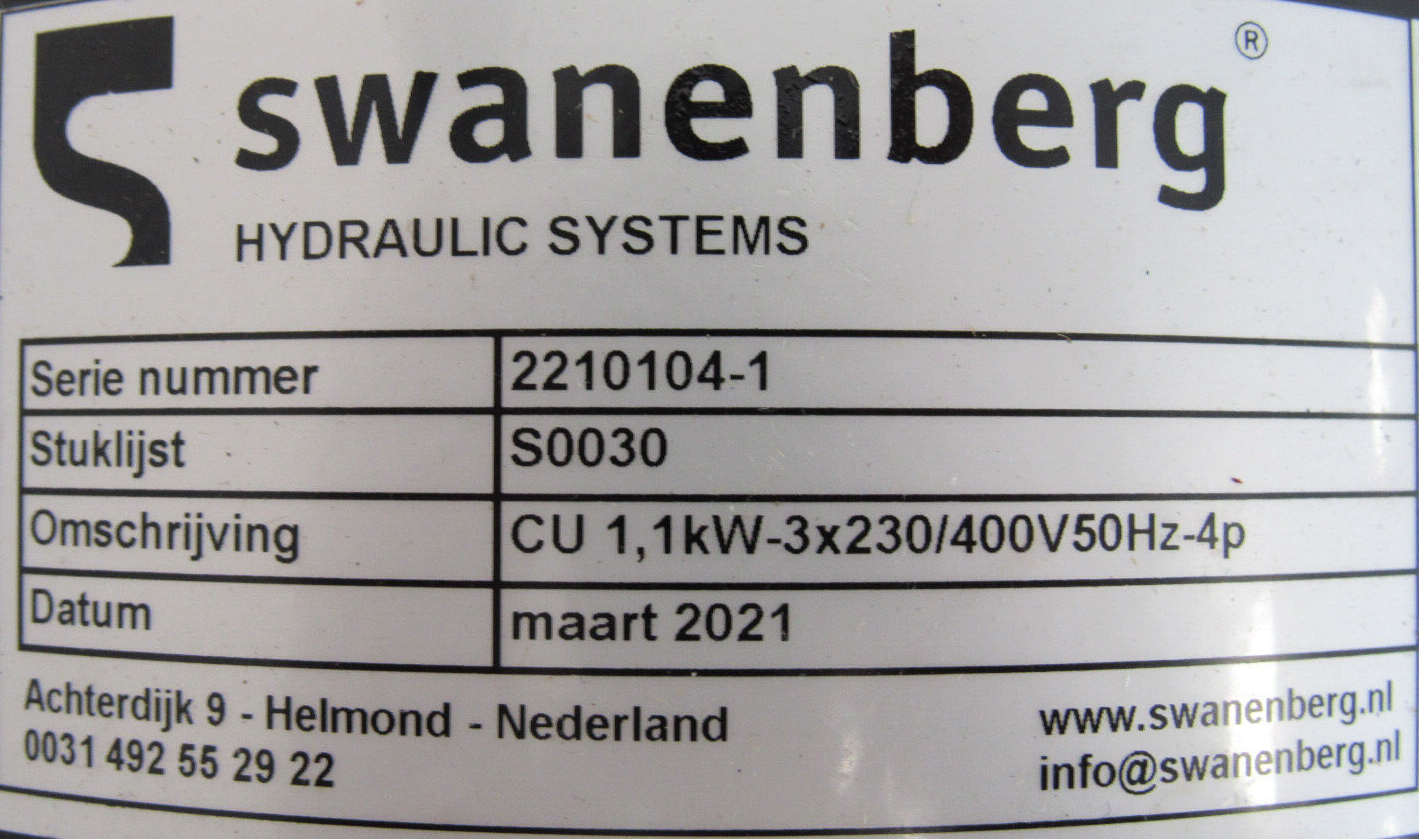 swanenberg®
HYDRAULIC SYSTEMS
Serie nummer 2210104-1
Stuklijst S0030
Omschrijving CU 1,1kW-3x230/400V50Hz-4p
Datum maart 2021
Achterdijk 9 - Helmond - Nederland www.swanenberg.nl
0031 492 55 29 22 info@swanenberg.nl